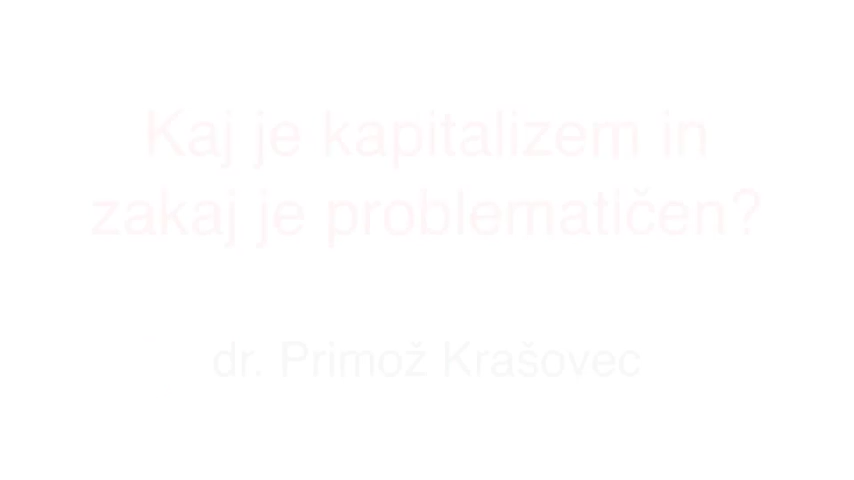 Kaj je kapitalizem in
zakaj je problematičen?
dr. Primož Krašovec